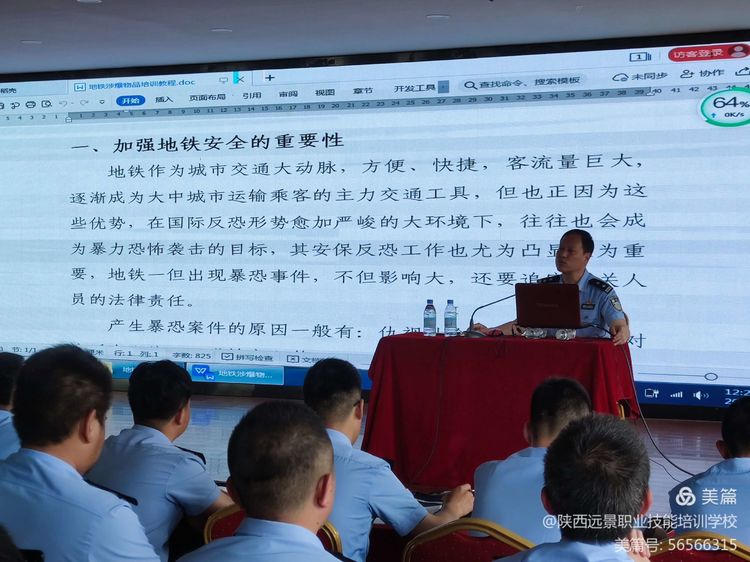 地铁涉爆物品培训教程.doc
+
1
访客登录
开始 插入 页面布局 引用 审阅 视图 章节 开发工具 查找命令、搜索模板 未同步 协作
64%
0K/s
一、加强地铁安全的重要性
地铁作为城市交通大动脉，方便、快捷，客流量巨大，
逐渐成为大中城市运输乘客的主力交通工具，但也正因为这
些优势，在国际反恐形势愈加严峻的大环境下，往往也会成
为暴力恐怖袭击的目标，其安保反恐工作也尤为凸显 为重
要，地铁一但出现暴恐事件，不但影响大，还要追 关人
员的法律责任。
产生暴恐案件的原因一般有：仇视 对
行:1 列:1 字数:825 拼写检查 文档
地铁涉爆物...
美篇
@陕西远景职业技能培训学校
美篇号: 56566315